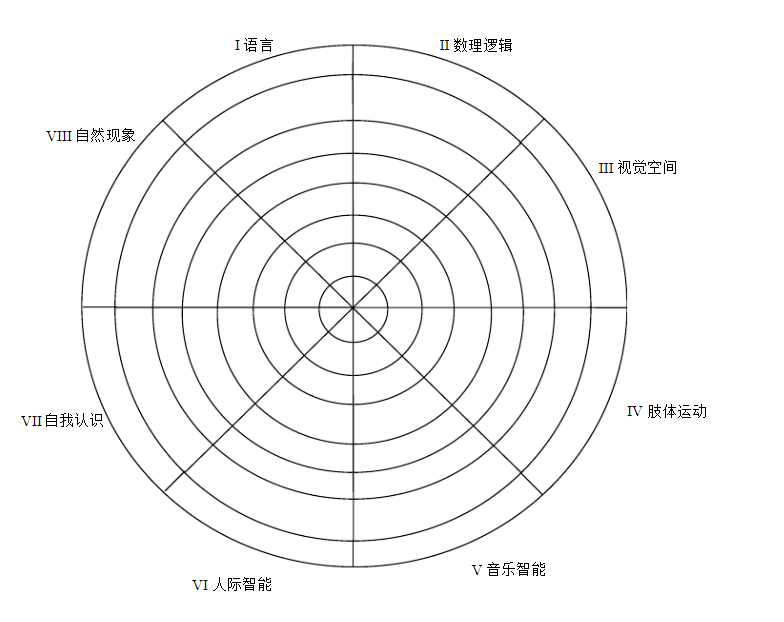 I 语言
II 数理逻辑
VIII 自然现象
III 视觉空间
VII 自我认识
IV 肢体运动
V 音乐智能
VI 人际智能